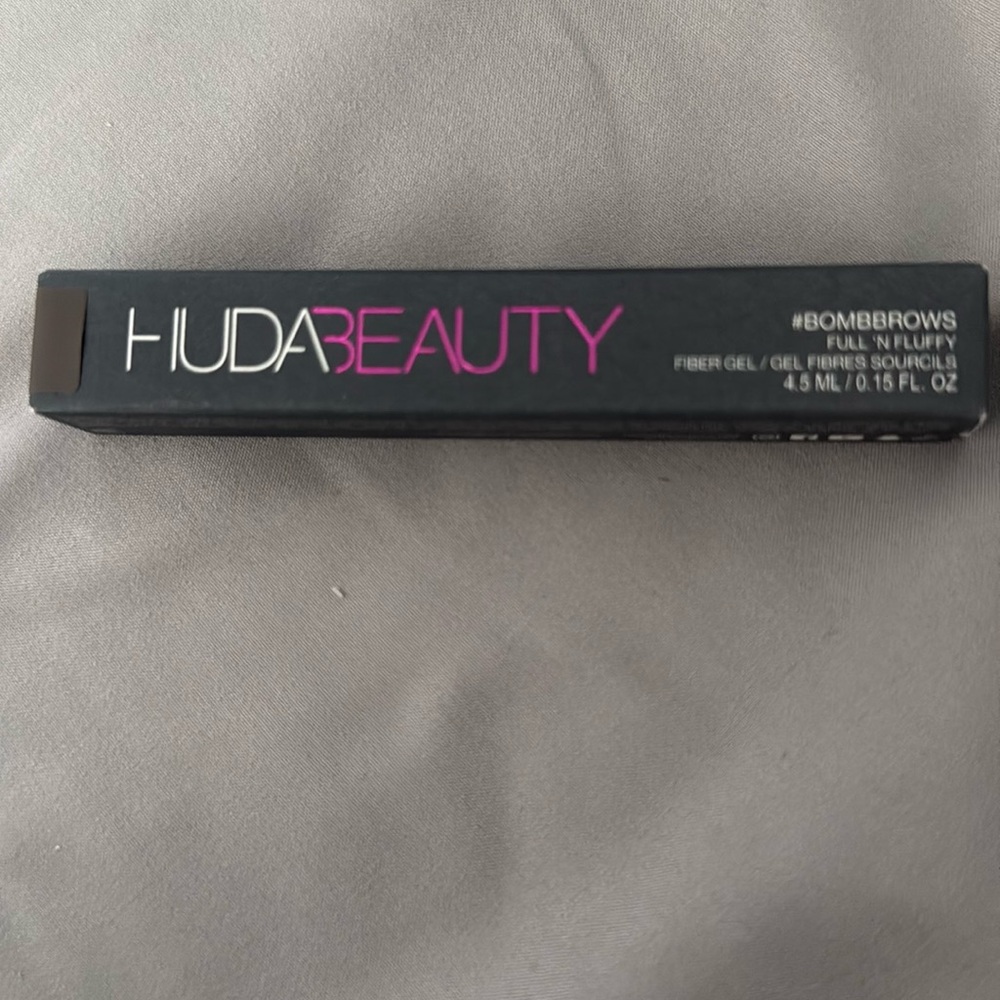 HUDABEAUTY
#BOMBBROWS
FULL 'N FLUFFY
FIBER GEL / GEL FIBRES SOURCILS
4.5 ML / 0.15 FL. OZ